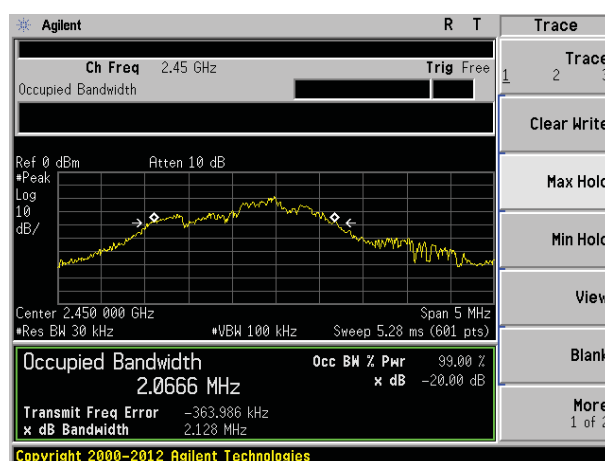 Agilent R T Trace
Ch Freq 2.45 GHz Trig Free
Occupied Bandwidth
Trace
1 2 3
Clear Write
Max Hold
Min Hold
View
Blank
More
1 of 2
Ref 0 dBm Atten 10 dB
#Peak
Log
10
dB/
Center 2.450 000 GHz Span 5 MHz
#Res BW 30 kHz #VBW 100 kHz Sweep 5.28 ms (601 pts)
Occupied Bandwidth Occ BW % Pwr 99.00 %
2.0666 MHz x dB -20.00 dB
Transmit Freq Error -363.986 kHz
x dB Bandwidth 2.128 MHz
Copyright 2000-2012 Agilent Technologies